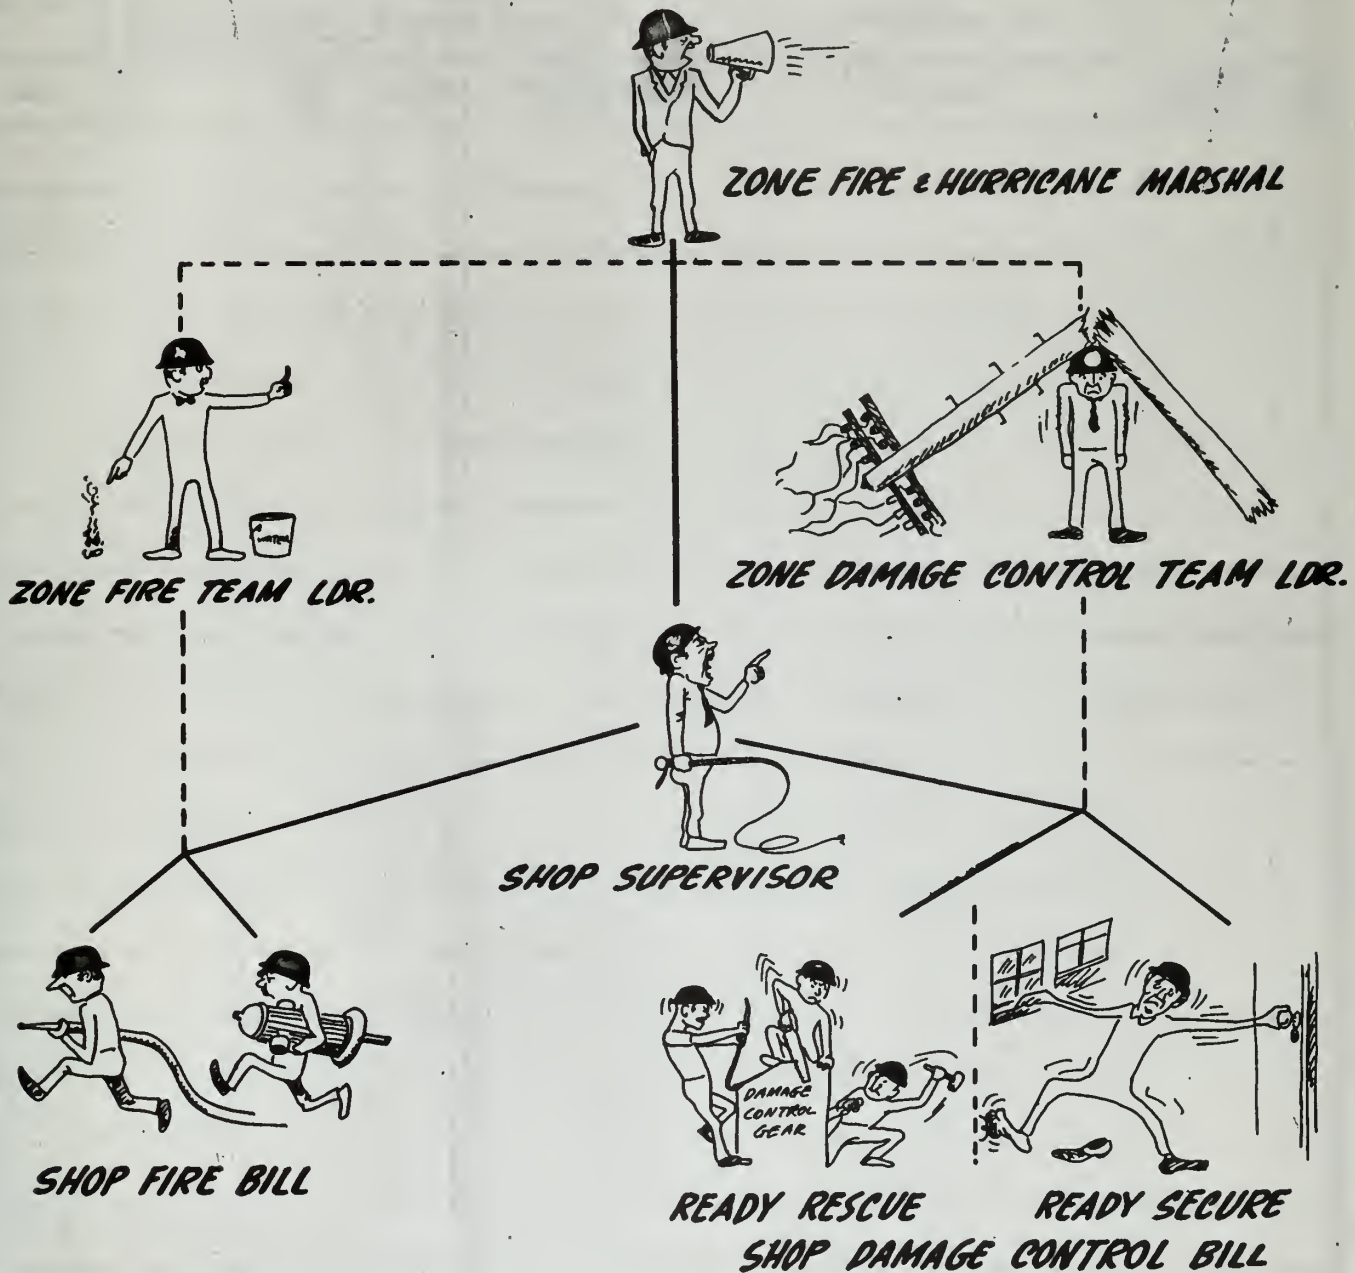 ZONE FIRE & HURRICANE MARSHAL
ZONE FIRE TEAM LDR.
WATER
ZONE DAMAGE CONTROL TEAM LDR.
SHOP SUPERVISOR
SHOP FIRE BILL
DAMAGE
CONTROL
GEAR
READY RESCUE
READY SECURE
SHOP DAMAGE CONTROL BILL